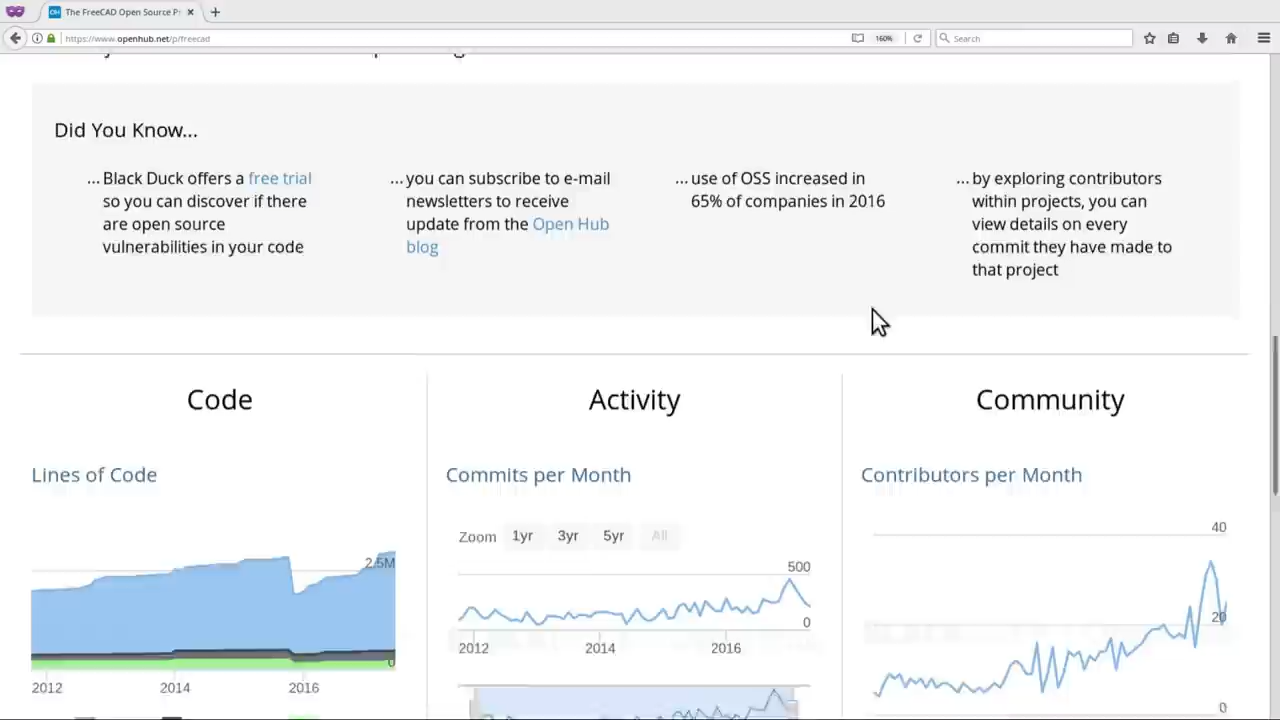 The FreeCAD Open Source P
https://www.openhub.net/p/freecad
160%
Search
Did You Know...
... Black Duck offers a free trial
so you can discover if there
are open source
vulnerabilities in your code
... you can subscribe to e-mail
newsletters to receive
update from the Open Hub
blog
... use of OSS increased in
65% of companies in 2016
... by exploring contributors
within projects, you can
view details on every
commit they have made to
that project
Code
Activity
Community
Lines of Code
Commits per Month
Contributors per Month
2.5M
0
2012
2014
2016
Zoom
1yr
3yr
5yr
All
500
0
2012
2014
2016
40
20
0